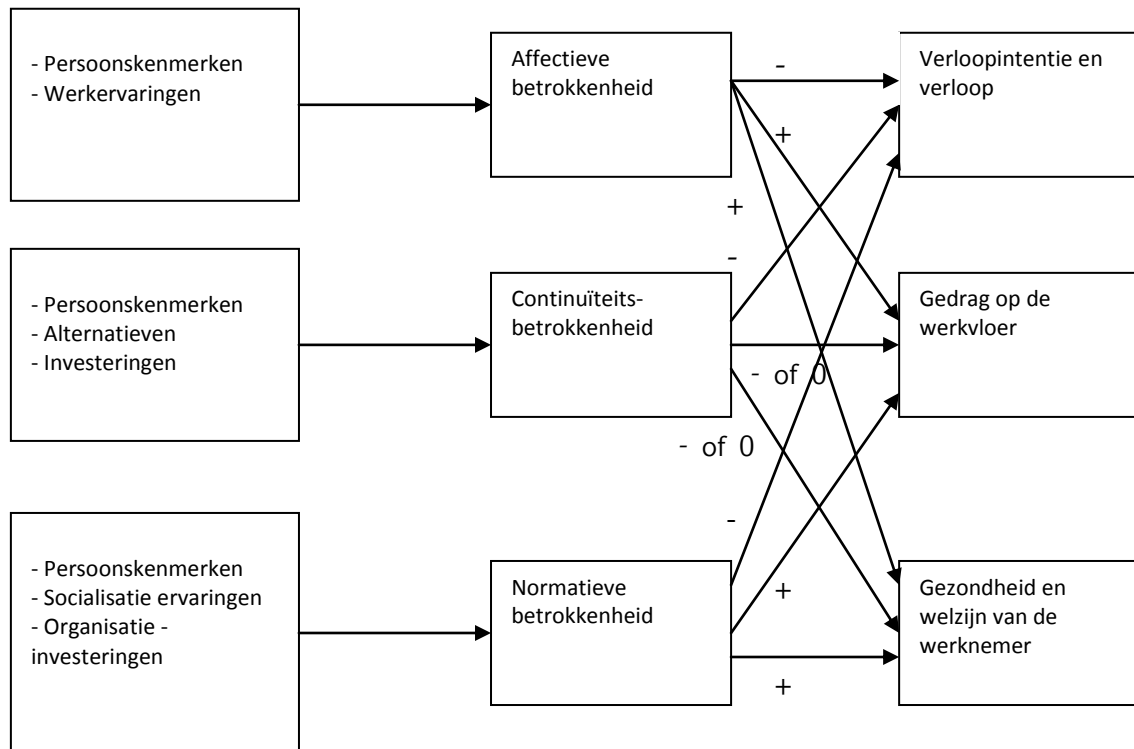 - Persoonskenmerken
- Werkervaringen
Affectieve
betrokkenheid
-
+
+
Verloopintentie en
verloop
- Persoonskenmerken
- Alternatieven
- Investeringen
Continuïteits-
betrokkenheid
-
- of 0
- of 0
Gedrag op de
werkvloer
- Persoonskenmerken
- Socialisatie ervaringen
- Organisatie -
investeringen
Normatieve
betrokkenheid
-
+
+
Gezondheid en
welzijn van de
werknemer